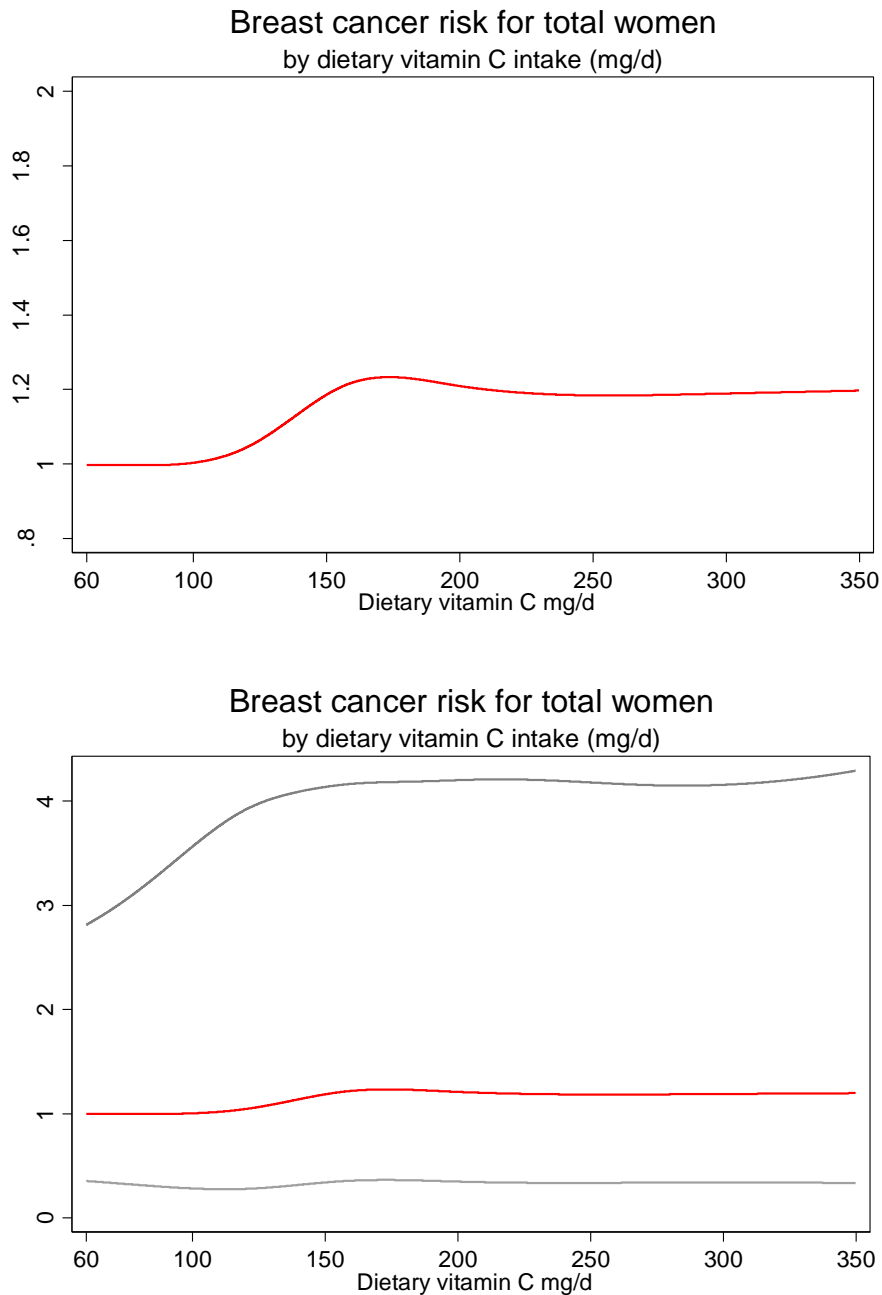 Breast cancer risk for total women
by dietary vitamin C intake (mg/d)
2
1.8
1.6
1.4
1.2
1
.8
60 100 150 200 250 300 350
Dietary vitamin C mg/d
Breast cancer risk for total women
by dietary vitamin C intake (mg/d)
4
3
2
1
0
60 100 150 200 250 300 350
Dietary vitamin C mg/d